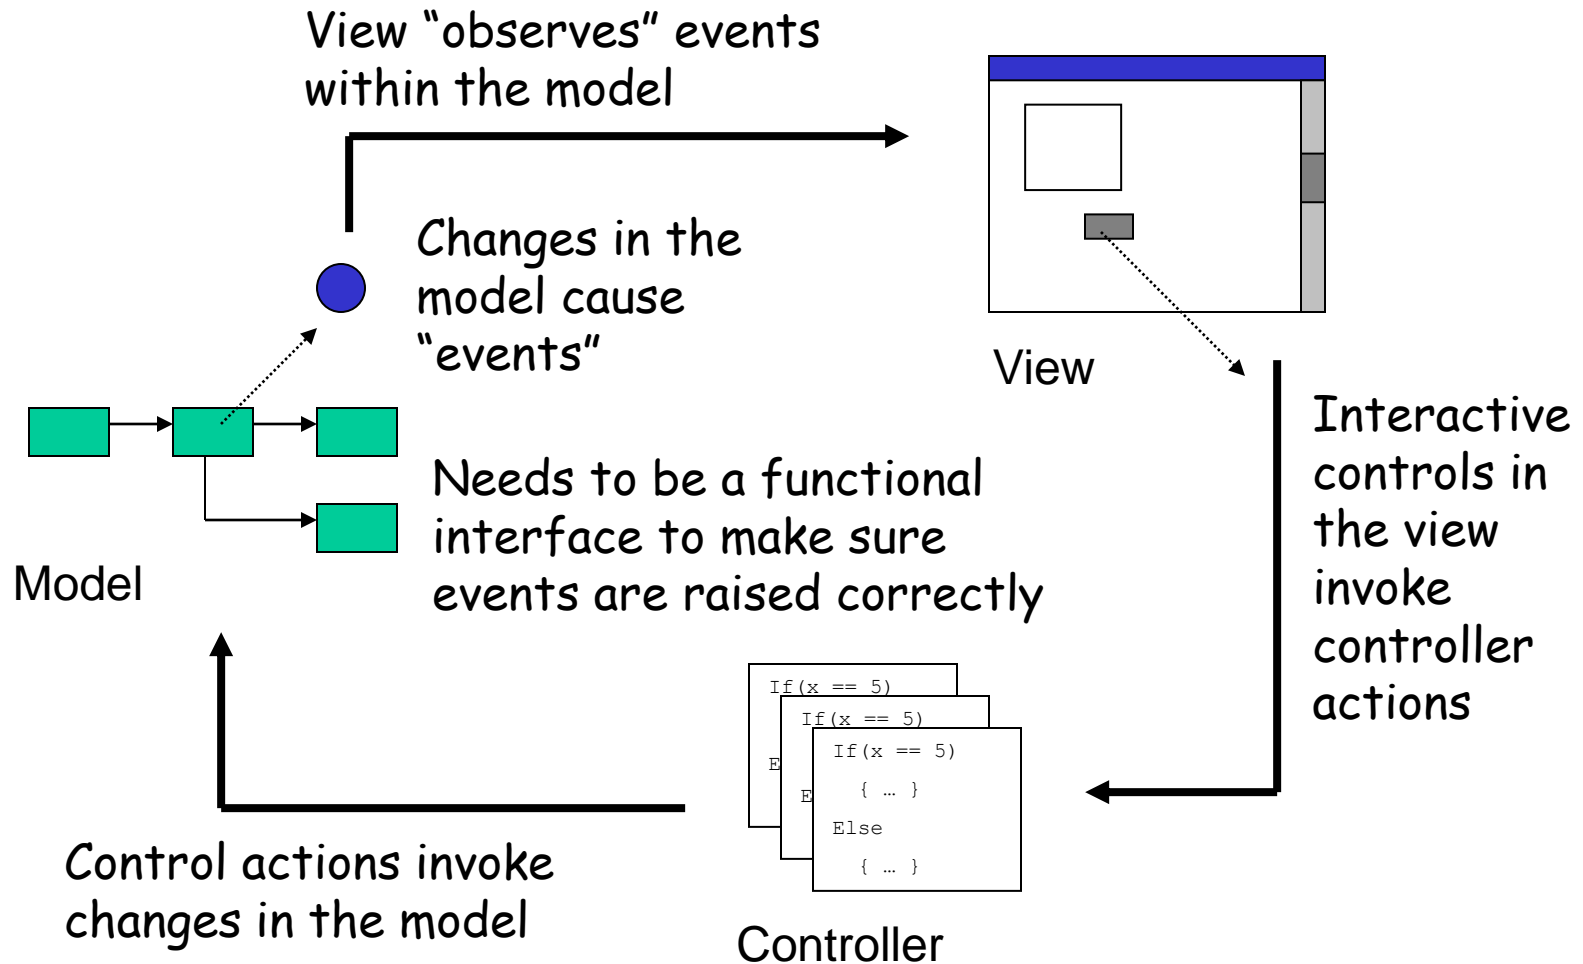 View “observes” events
within the model
Changes in the
model cause
“events”
View
Interactive
controls in
the view
invoke
controller
actions
Needs to be a functional
interface to make sure
events are raised correctly
Model
If(x == 5)
E
If(x == 5)
E
If(x == 5)
{ … }
Else
{ … }
Control actions invoke
changes in the model
Controller